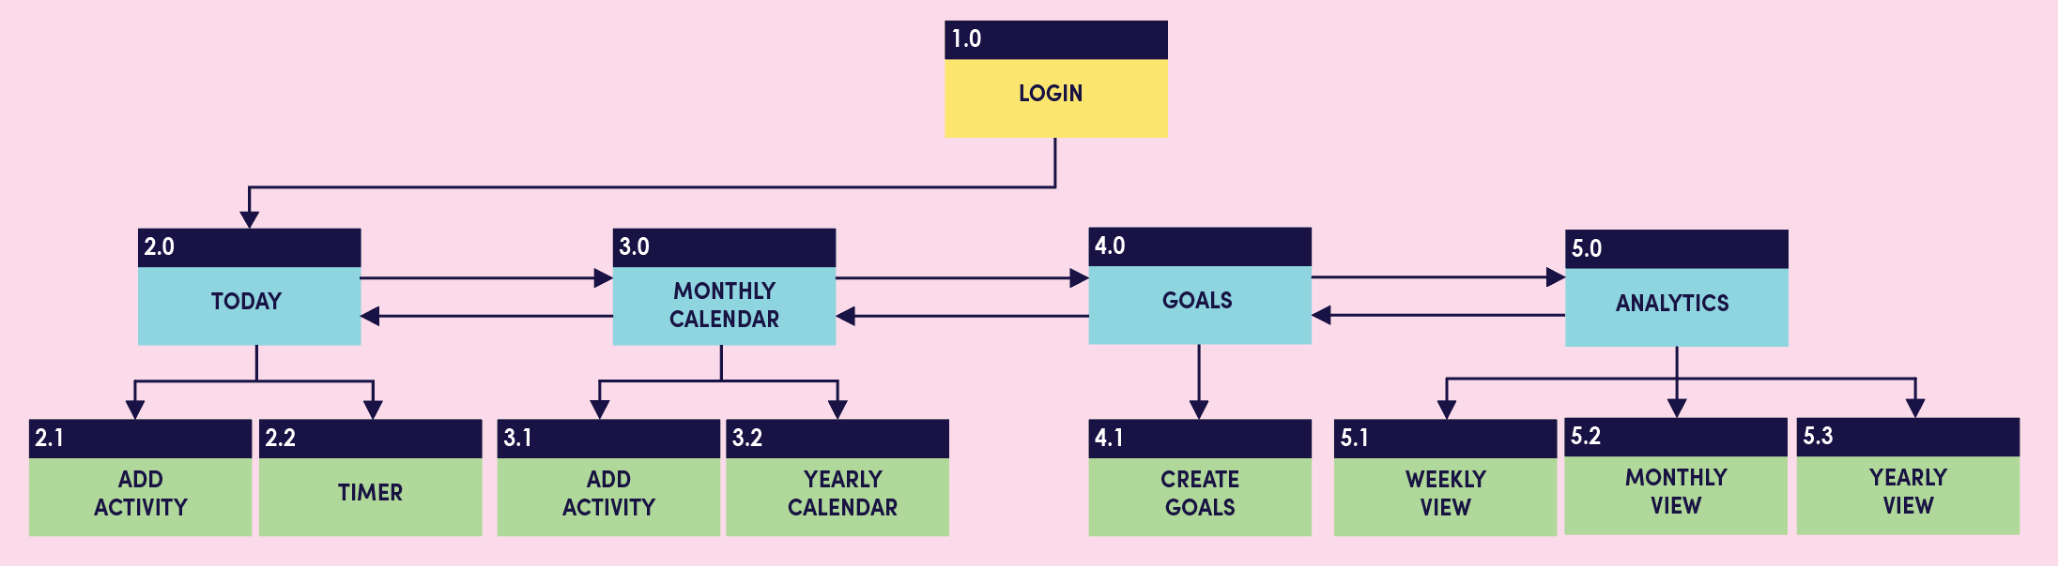 1.0
LOGIN
2.0
TODAY
3.0
MONTHLY
CALENDAR
4.0
GOALS
5.0
ANALYTICS
2.1
ADD
ACTIVITY
2.2
TIMER
3.1
ADD
ACTIVITY
3.2
YEARLY
CALENDAR
4.1
CREATE
GOALS
5.1
WEEKLY
VIEW
5.2
MONTHLY
VIEW
5.3
YEARLY
VIEW